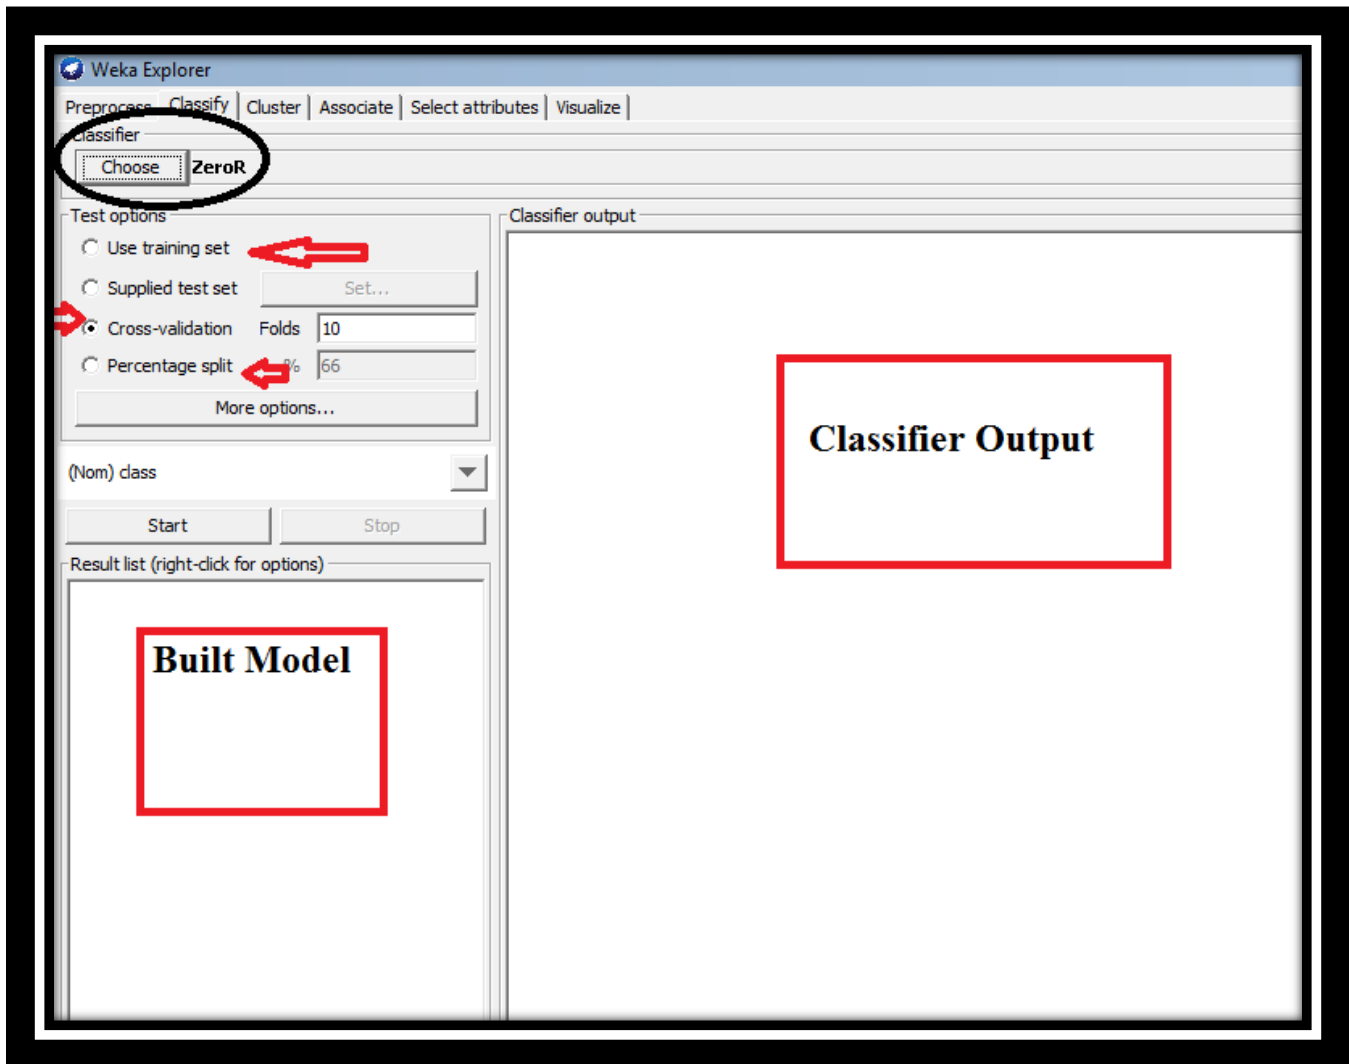 Weka Explorer
Preprocess Classify Cluster Associate Select attributes Visualize
Classifier
Choose ZeroR
Test options
Use training set
Supplied test set Set...
Cross-validation Folds 10
Percentage split % 66
More options...
(Nom) class
Start Stop
Result list (right-click for options)
Built Model
Classifier output
Classifier Output